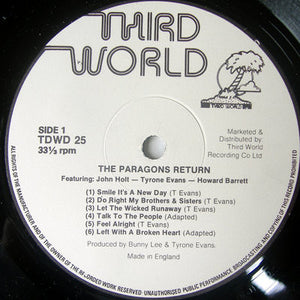 THIRD
WORLD
THIRD WORLD
SIDE 1
TDWD 25
33⅓ rpm
Marketed &
Distributed by
Third World
Recording Co Ltd
THE PARAGONS RETURN
Featuring: John Holt — Tyrone Evans — Howard Barrett
(1) Smile It's A New Day (T Evans)
(2) Do Right My Brothers & Sisters (T Evans)
(3) Let The Wicked Runaway (T Evans)
(4) Talk To The People (Adapted)
(5) Feel Alright (T Evans)
(6) Left With A Broken Heart (Adapted)
Produced by Bunny Lee & Tyrone Evans.
Made in England
ALL RIGHTS OF THE MANUFACTURER AND OF THE OWNER OF THE RECORDED WORK RESERVED UNAUTHORISED PUBLIC PERFORMANCE BROADCASTING AND COPYING OF THIS RECORD PROHIBITED